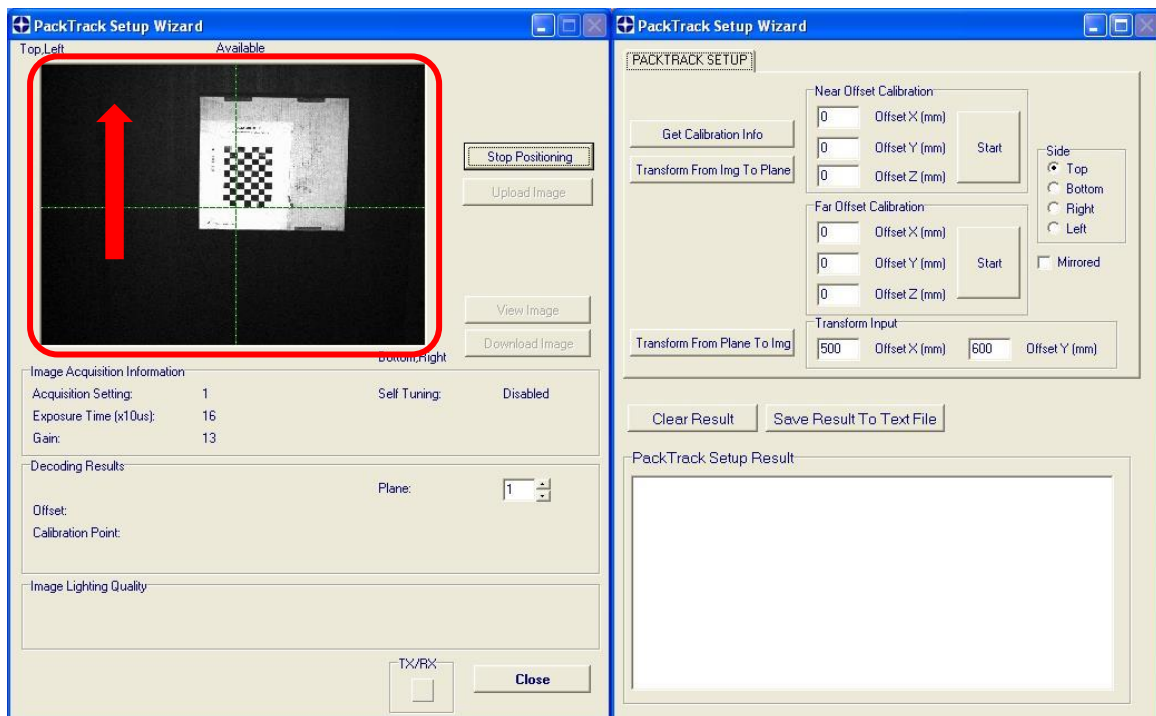 PackTrack Setup Wizard
Top,Left
Available
Stop Positioning
Upload Image
View Image
Download Image
Bottom,Right
Image Acquisition Information
Acquisition Setting: 1 Self Tuning: Disabled
Exposure Time (x10us): 16
Gain: 13
Decoding Results
Plane: 1
Offset:
Calibration Point:
Image Lighting Quality
TX/RX
Close
PackTrack Setup Wizard
PACKTRACK SETUP
Get Calibration Info
Transform From Img To Plane
Near Offset Calibration
0 Offset X (mm)
0 Offset Y (mm)
0 Offset Z (mm)
Start
Side
Top
Bottom
Right
Left
Mirrored
Far Offset Calibration
0 Offset X (mm)
0 Offset Y (mm)
0 Offset Z (mm)
Start
Transform From Plane To Img
Transform Input
500 Offset X (mm) 600 Offset Y (mm)
Clear Result
Save Result To Text File
PackTrack Setup Result